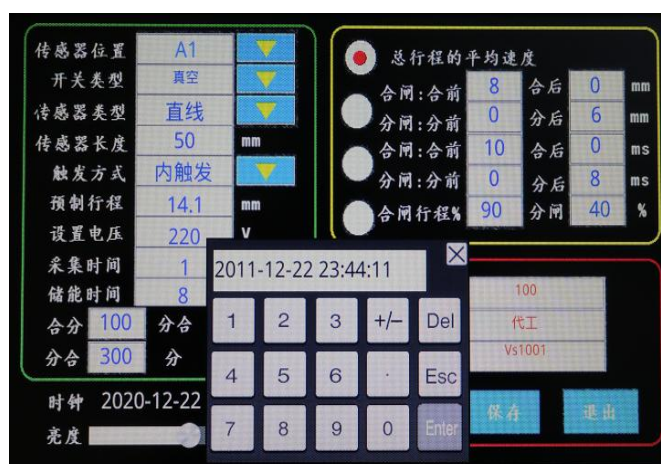 传感器位置 A1
开关类型 真空
传感器类型 直线
传感器长度 50 mm
触发方式 内触发
预制行程 14.1 mm
设置电压 220 V
采集时间 1
储能时间 8
合分 100 分合
分合 300 分
时钟 2020-12-22
亮度
总行程的平均速度
合闸:合前 8 合后 0 mm
分闸:分前 0 分后 6 mm
合闸:合前 10 合后 0 ms
分闸:分前 0 分后 8 ms
合闸行程% 90 分闸 40 %
2011-12-22 23:44:11
1 2 3 +/- Del
4 5 6 . Esc
7 8 9 0 Enter
100
代工
Vs1001
保存 退出